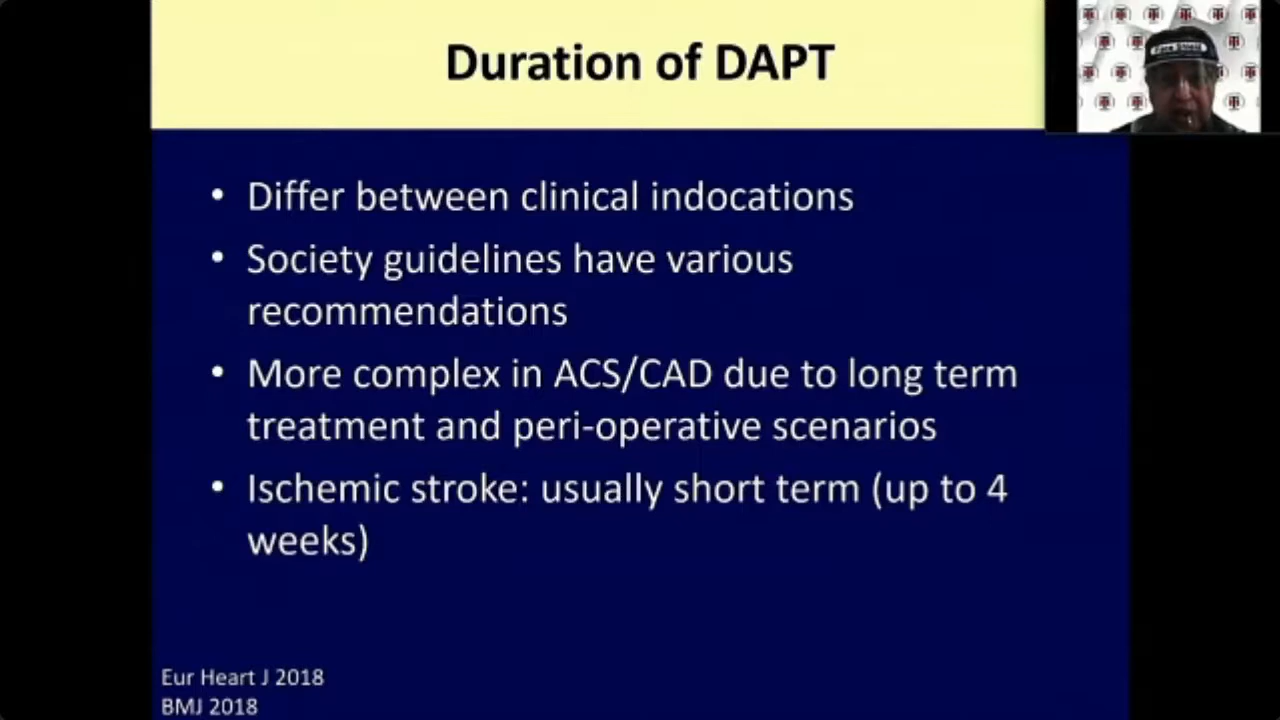 Duration of DAPT
• Differ between clinical indocations
• Society guidelines have various
recommendations
• More complex in ACS/CAD due to long term
treatment and peri-operative scenarios
• Ischemic stroke: usually short term (up to 4
weeks)
Eur Heart J 2018
BMJ 2018
Face Shield